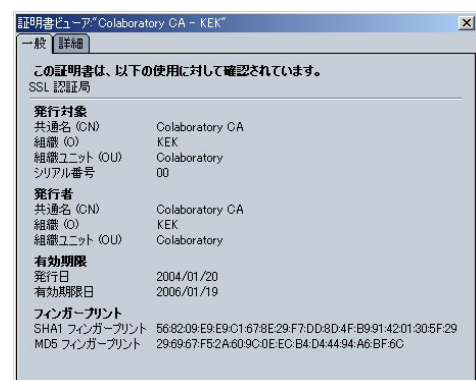 証明書ビューア:"Colaboratory CA - KEK"
一般 詳細
この証明書は、以下の使用に対して確認されています。
SSL 認証局
発行対象
共通名 (CN) Colaboratory CA
組織 (O) KEK
組織ユニット (OU) Colaboratory
シリアル番号 00
発行者
共通名 (CN) Colaboratory CA
組織 (O) KEK
組織ユニット (OU) Colaboratory
有効期限
発行日 2004/01/20
有効期限日 2006/01/19
フィンガープリント
SHA1 フィンガープリント 56:82:09:E9:E9:C1:67:8E:29:F7:DD:8D:4F:B9:91:42:01:30:5F:29
MD5 フィンガープリント 29:69:67:F5:2A:60:9C:0E:EC:B4:D4:44:94:A6:BF:6C